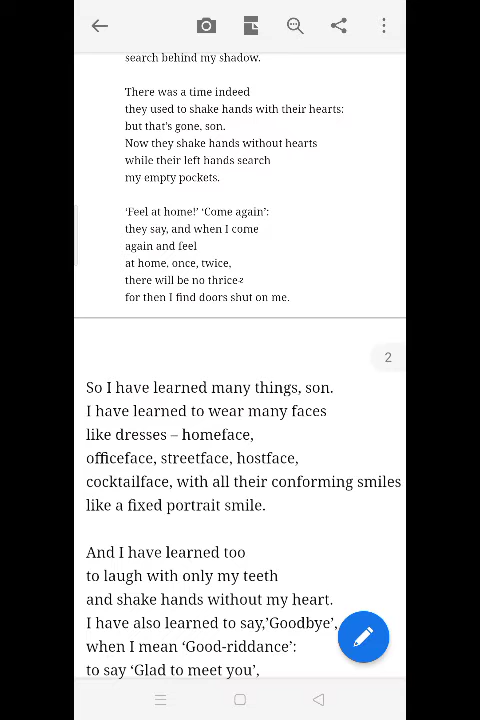 search behind my shadow.
There was a time indeed
they used to shake hands with their hearts:
but that’s gone, son.
Now they shake hands without hearts
while their left hands search
my empty pockets.
‘Feel at home!’ ‘Come again’:
they say, and when I come
again and feel
at home, once, twice,
there will be no thrice-
for then I find doors shut on me.
2
So I have learned many things, son.
I have learned to wear many faces
like dresses – homeface,
officeface, streetface, hostface,
cocktailface, with all their conforming smiles
like a fixed portrait smile.
And I have learned too
to laugh with only my teeth
and shake hands without my heart.
I have also learned to say,’Goodbye’,
when I mean ‘Good-riddance’:
to say ‘Glad to meet you’,